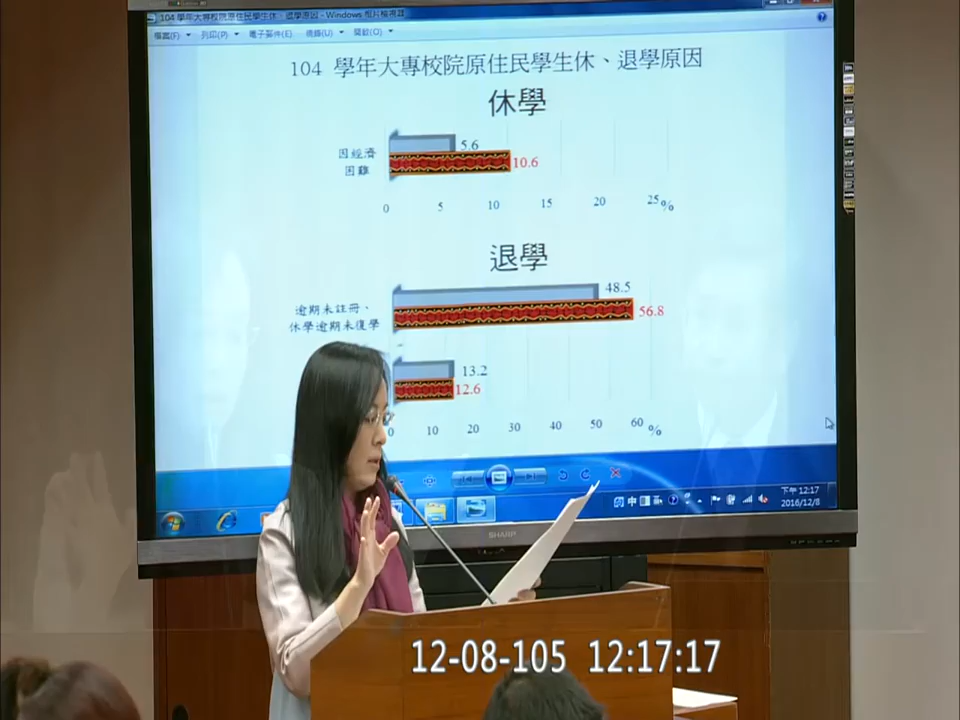 104 學年大專校院原住民學生休、退學原因 - Windows 相片檢視器
檔案(F) 列印(P) 電子郵件(E) 燒錄(U) 開啟(O)
104 學年大專校院原住民學生休、退學原因
休學
因經濟
困難
5.6
10.6
0 5 10 15 20 25 %
退學
逾期未註冊、
休學逾期未復學
48.5
56.8
13.2
12.6
0 10 20 30 40 50 60 %
中
下午 12:17
2016/12/8
SHARP
12-08-105 12:17:17